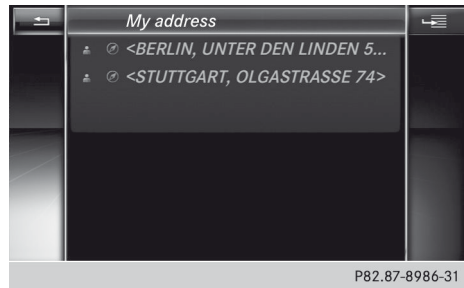 My address
<BERLIN, UNTER DEN LINDEN 5...
<STUTTGART, OLGASTRASSE 74>
P82.87-8986-31